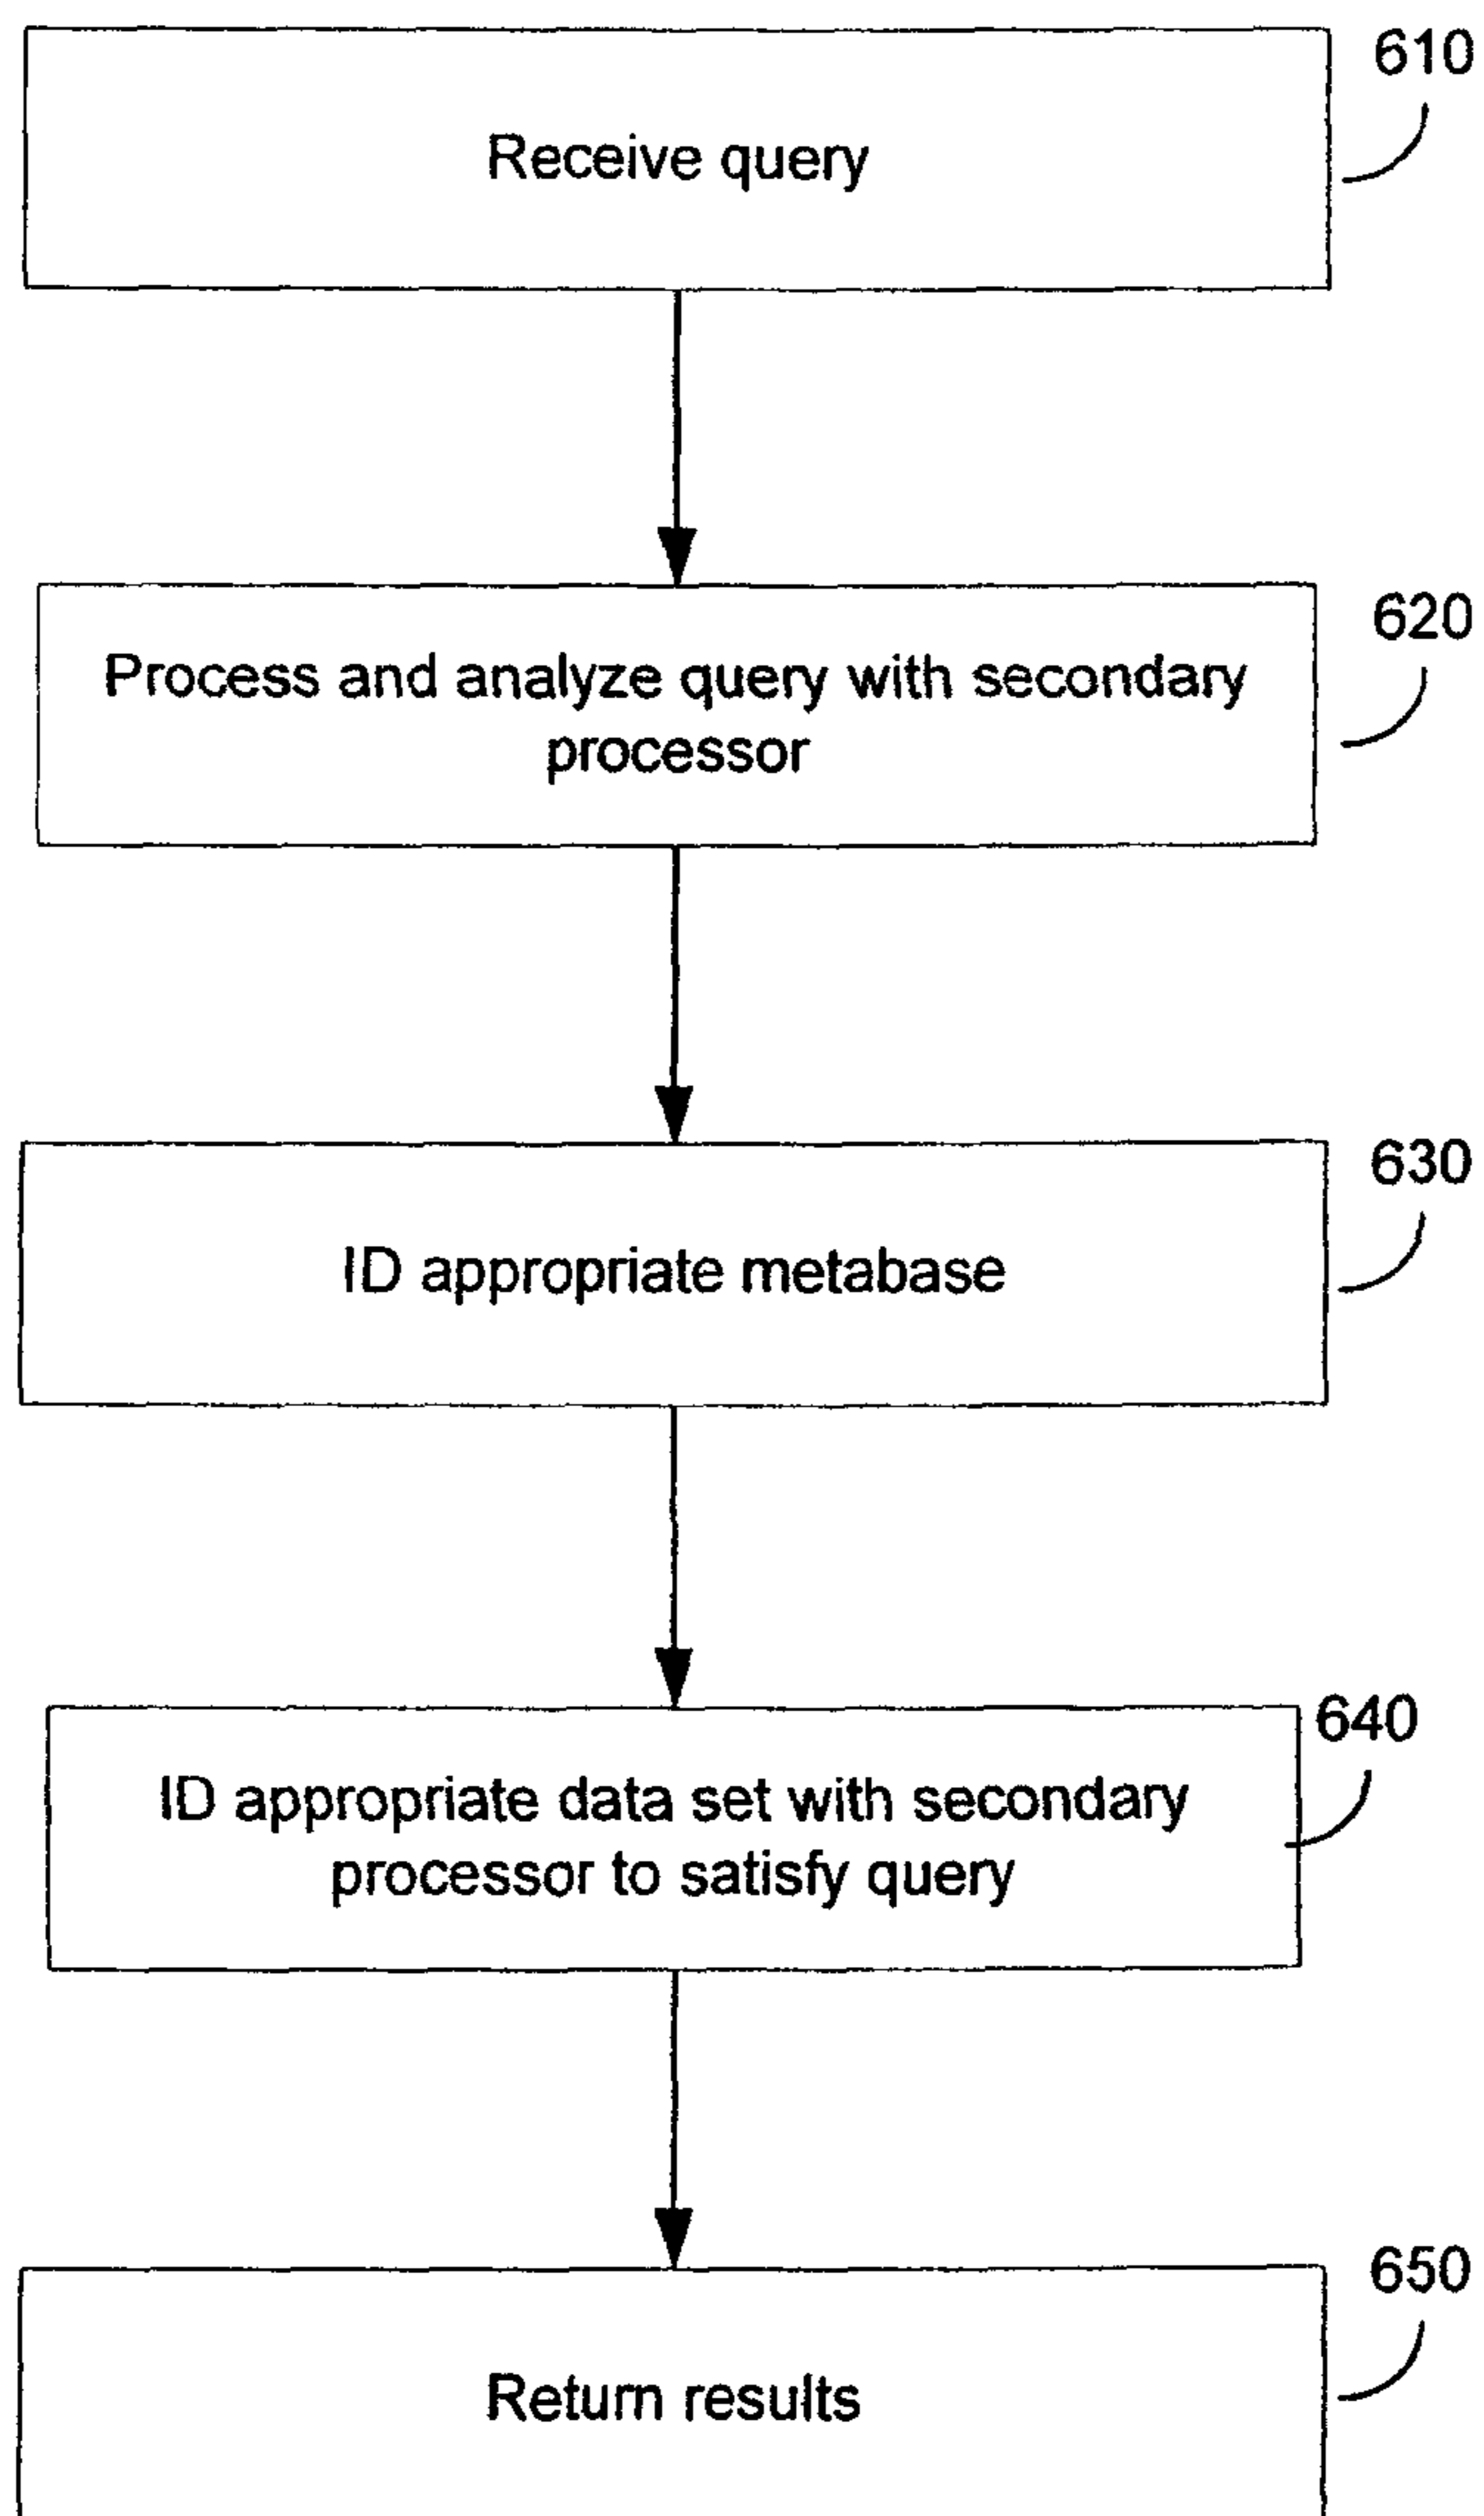 610
Receive query
620
Process and analyze query with secondary
processor
630
ID appropriate metabase
640
ID appropriate data set with secondary
processor to satisfy query
650
Return results